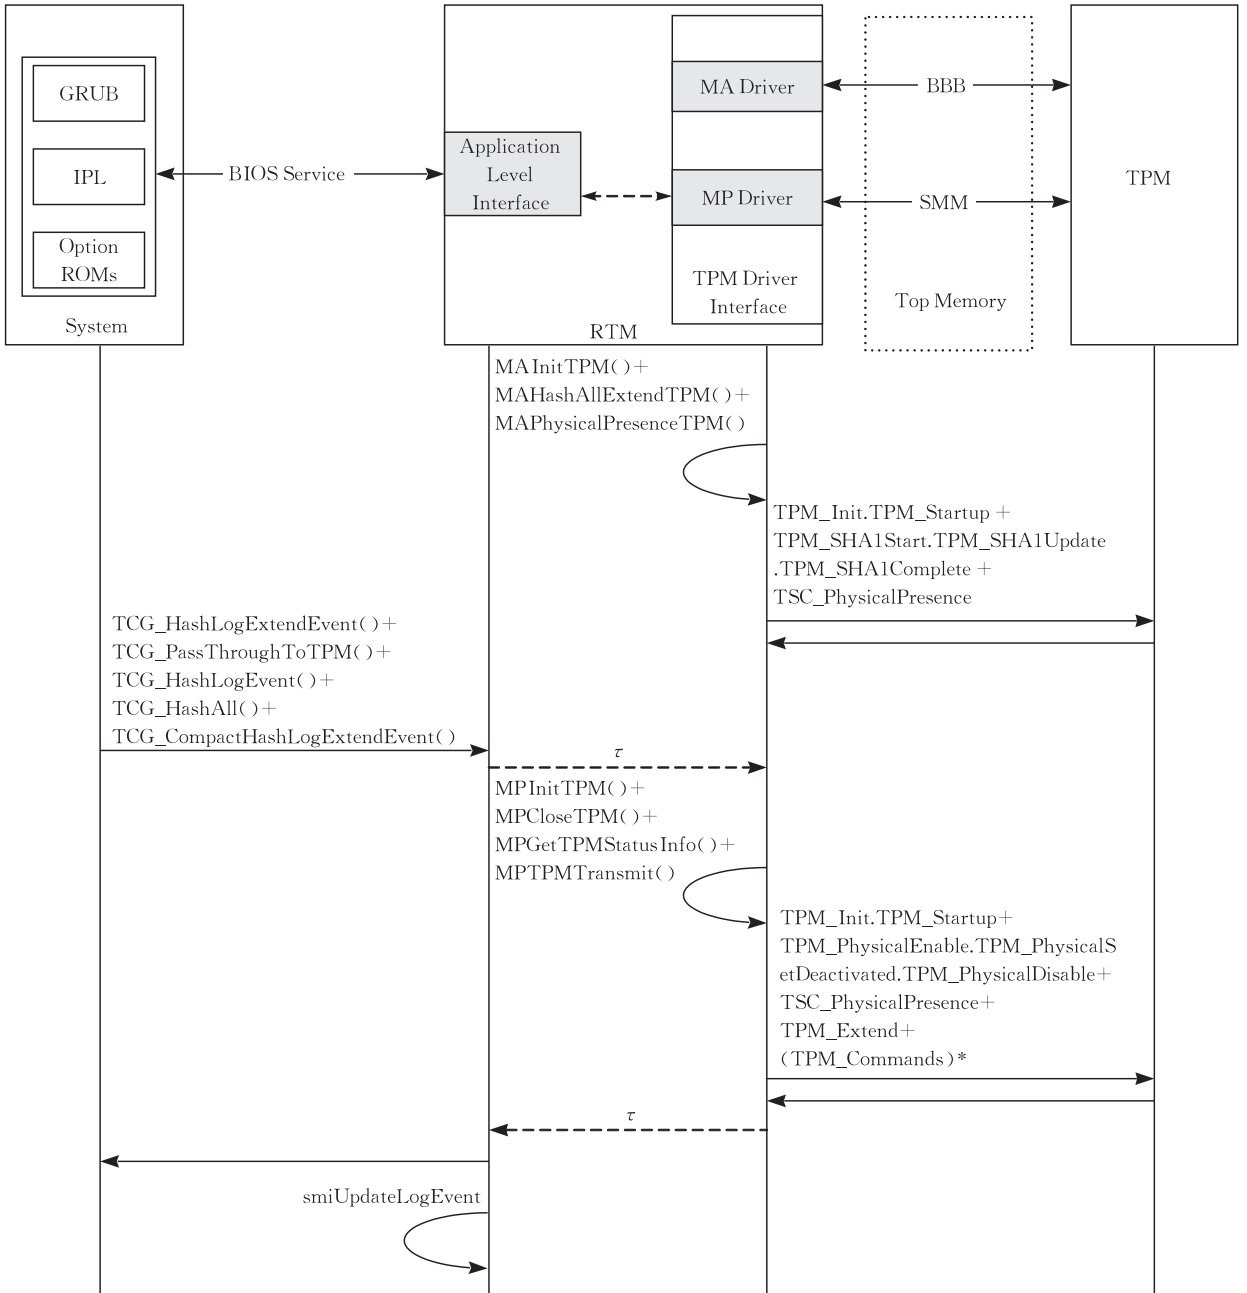 GRUB
IPL
Option
ROMs
System
BIOS Service
Application
Level
Interface
MA Driver
MP Driver
TPM Driver
Interface
RTM
BBB
SMM
Top Memory
TPM
MAInitTPM()+
MAHashAllExtendTPM()+
MAPhysicalPresenceTPM()
TPM_Init.TPM_Startup +
TPM_SHA1Start.TPM_SHA1Update
.TPM_SHA1Complete +
TSC_PhysicalPresence
TCG_HashLogExtendEvent()+
TCG_PassThroughToTPM()+
TCG_HashLogEvent()+
TCG_HashAll()+
TCG_CompactHashLogExtendEvent()
τ
MPInitTPM()+
MPCloseTPM()+
MPGetTPMStatusInfo()+
MPTPMTransmit()
TPM_Init.TPM_Startup+
TPM_PhysicalEnable.TPM_PhysicalS
etDeactivated.TPM_PhysicalDisable+
TSC_PhysicalPresence+
TPM_Extend+
(TPM_Commands)*
τ
smiUpdateLogEvent